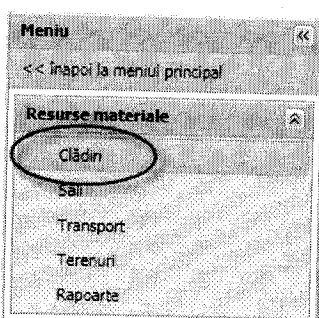 Meniu
<< Înapoi la meniul principal
Resurse materiale
Clădiri
Săli
Transport
Terenuri
Rapoarte